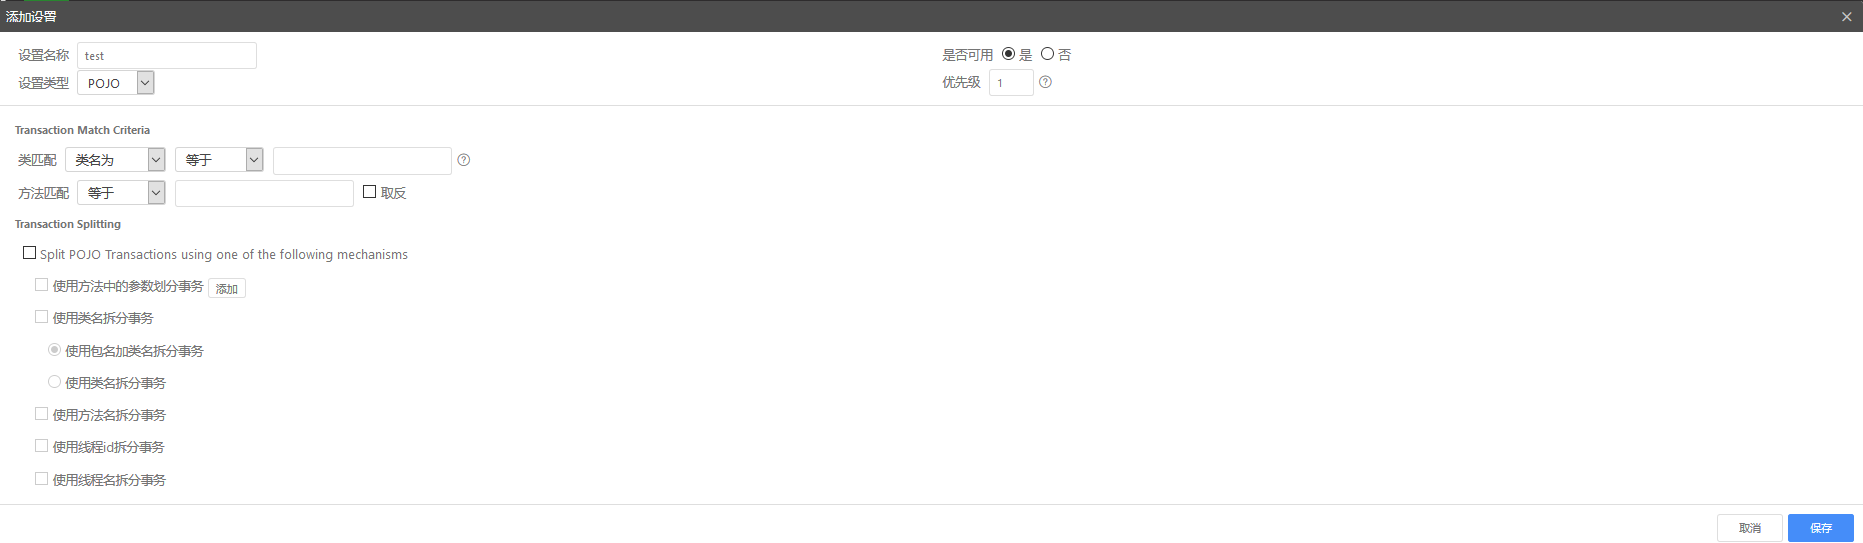 添加设置
设置名称 test 是否可用 是 否
设置类型 POJO 优先级 1
Transaction Match Criteria
类匹配 类名为 等于
方法匹配 等于 取反
Transaction Splitting
Split POJO Transactions using one of the following mechanisms
使用方法中的参数划分事务 添加
使用类名拆分事务
使用包名加类名拆分事务
使用类名拆分事务
使用方法名拆分事务
使用线程id拆分事务
使用线程名拆分事务
取消 保存